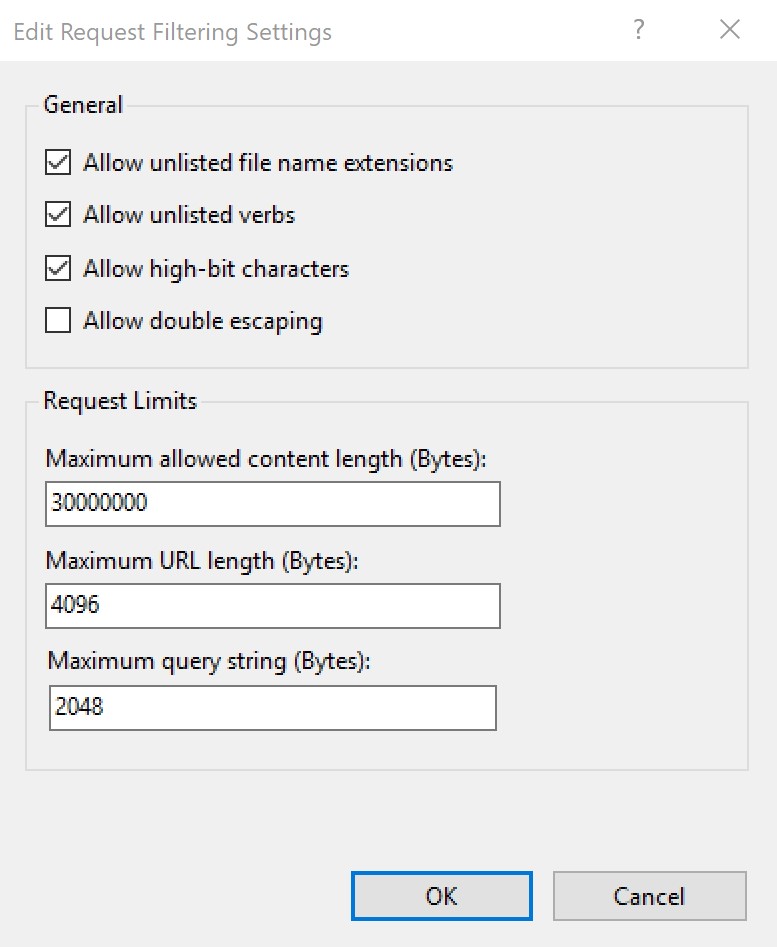 Edit Request Filtering Settings ?
General
Allow unlisted file name extensions
Allow unlisted verbs
Allow high-bit characters
Allow double escaping
Request Limits
Maximum allowed content length (Bytes):
30000000
Maximum URL length (Bytes):
4096
Maximum query string (Bytes):
2048
OK Cancel